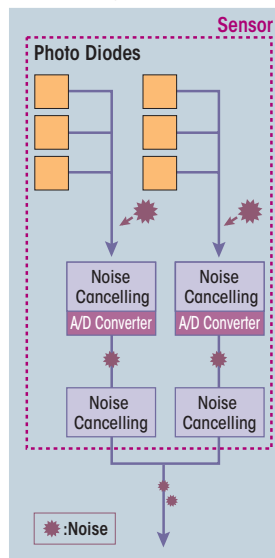 Sensor
Photo Diodes
Noise
Cancelling
A/D Converter
Noise
Cancelling
A/D Converter
Noise
Cancelling
Noise
Cancelling
:Noise